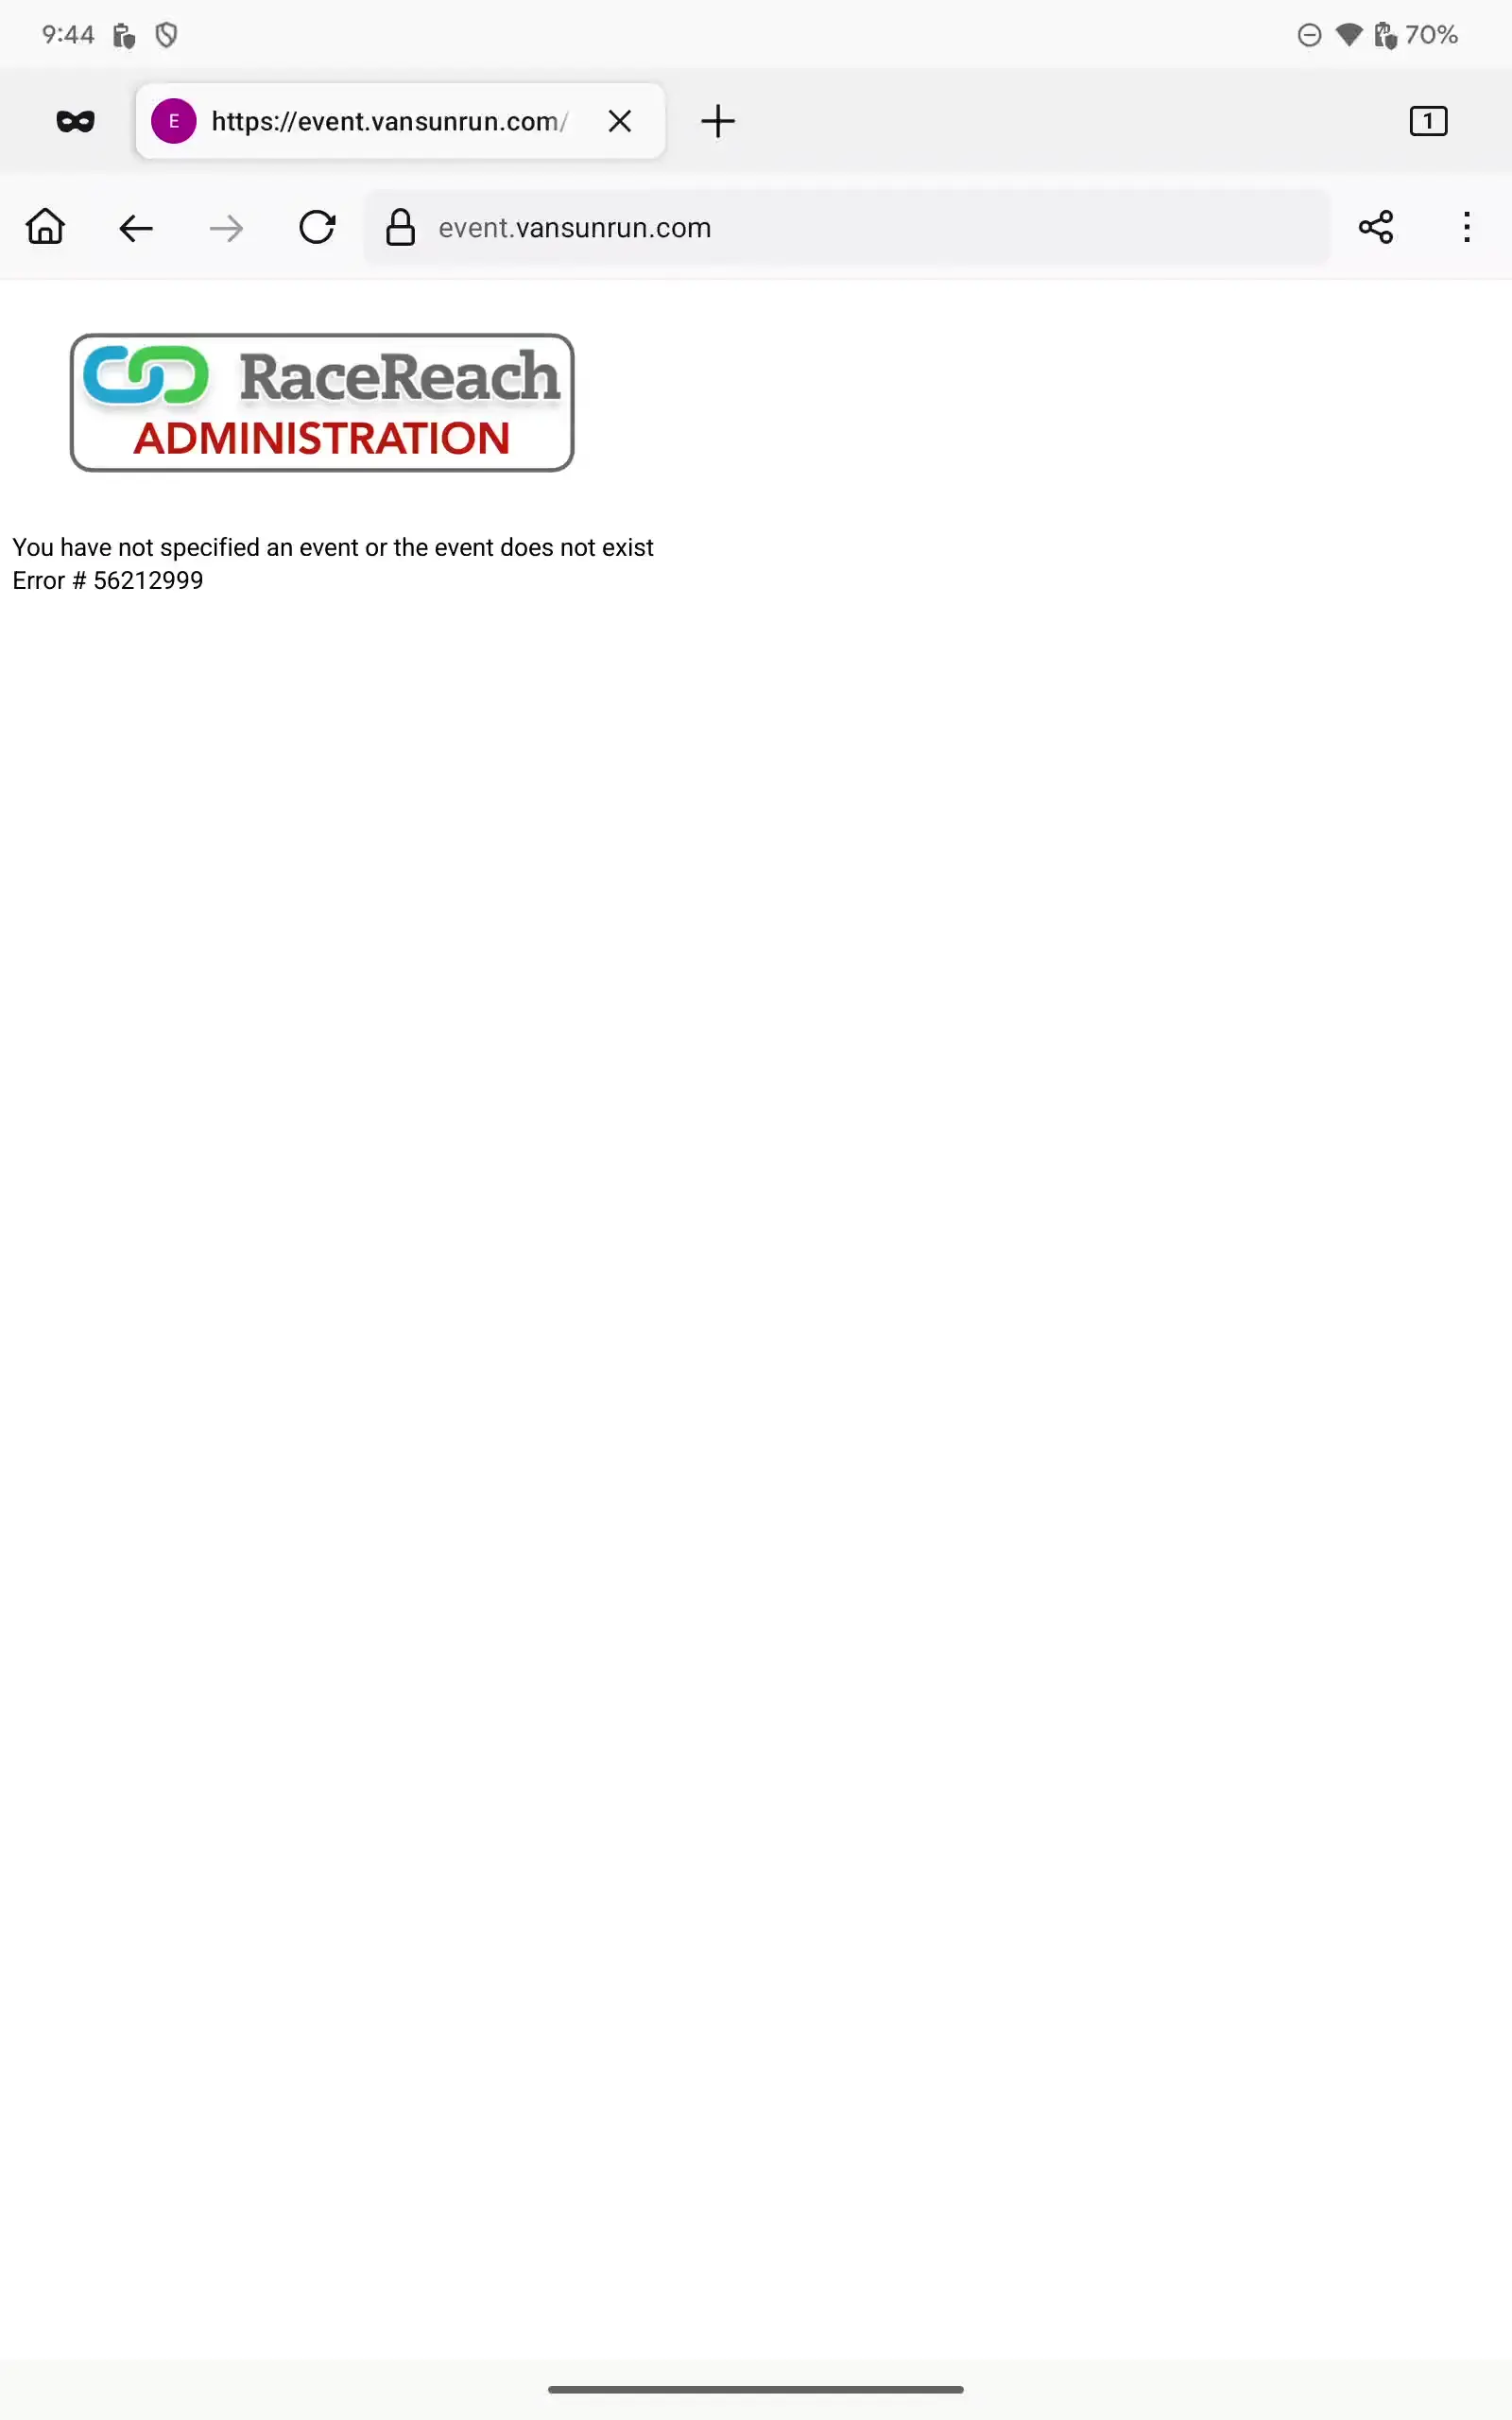 9:44
70%
E
https://event.vansunrun.com/
1
event.vansunrun.com
RaceReach
ADMINISTRATION
You have not specified an event or the event does not exist
Error # 56212999